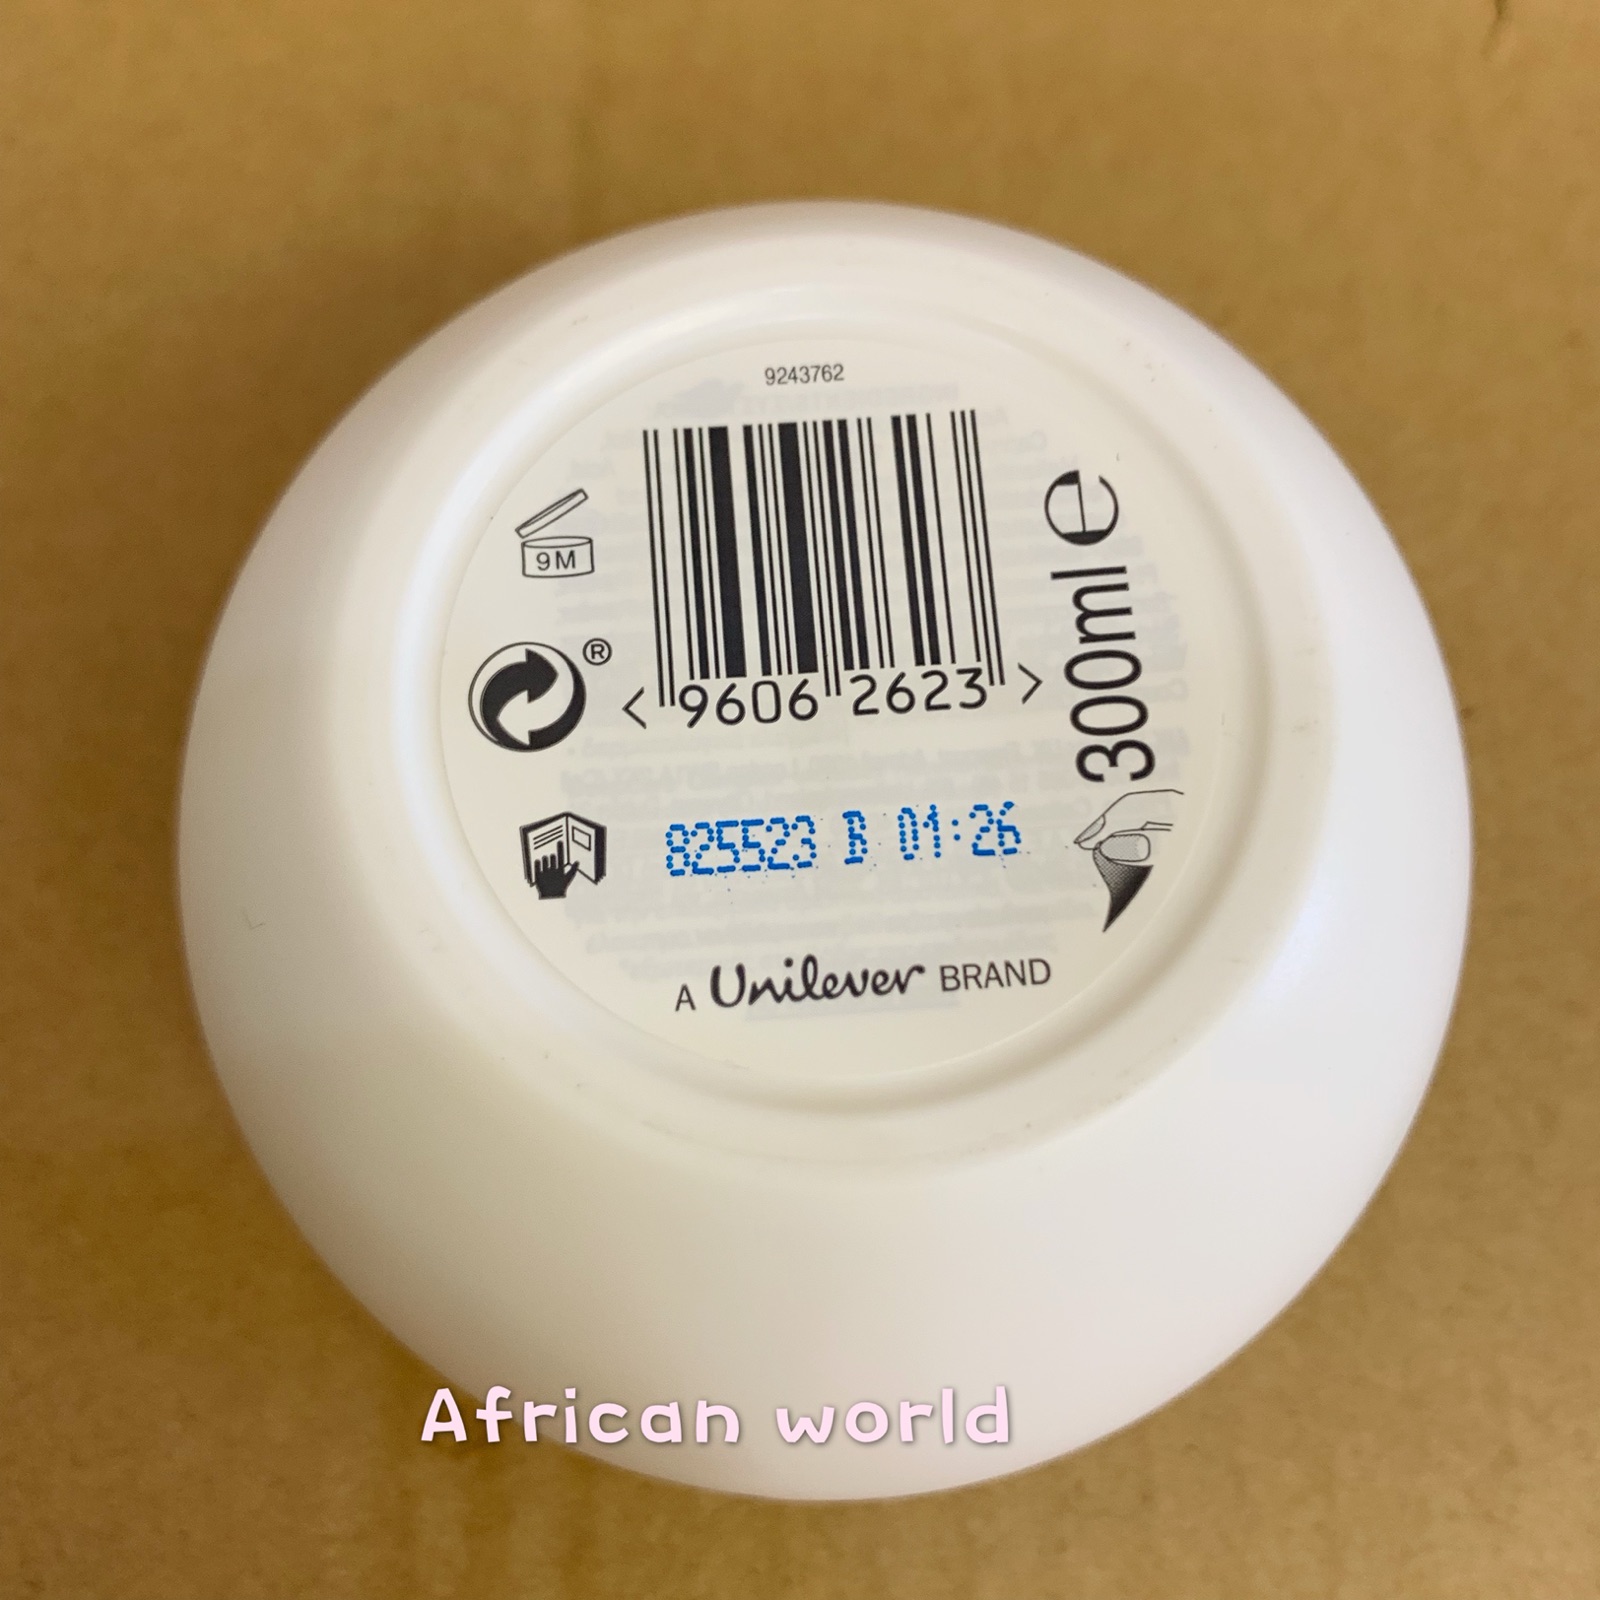 9243762
9M
®
< 9606 2623 >
300ml e
825523 B 01:26
A Unilever BRAND
African world